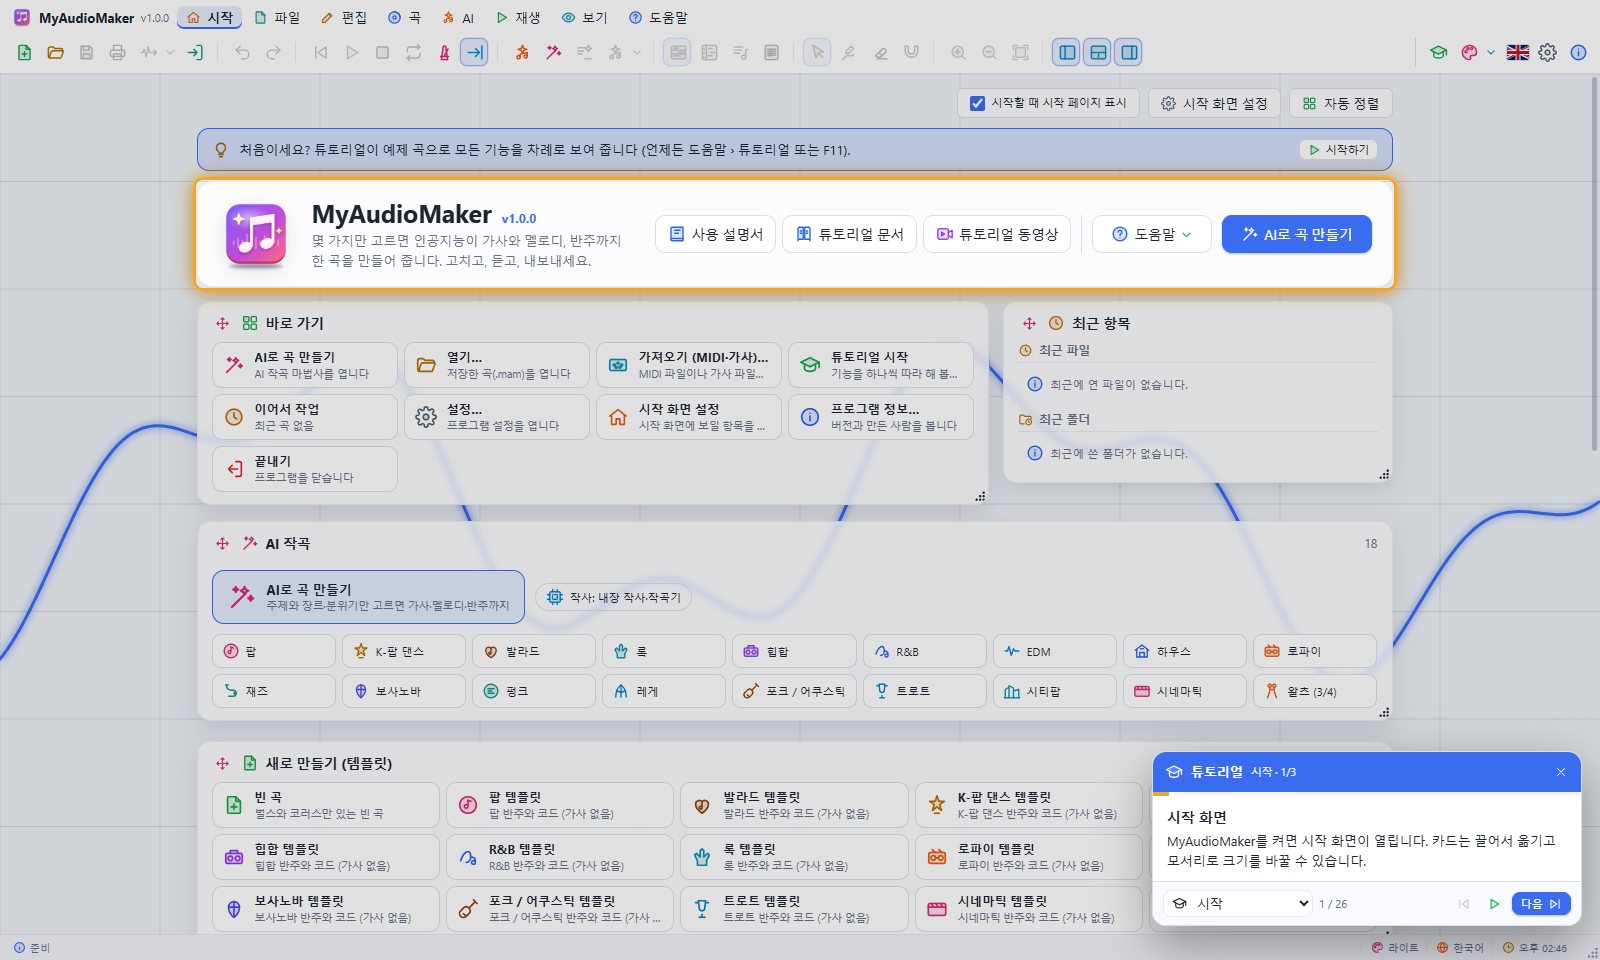 MyAudioMaker v1.0.0 시작 파일 편집 곡 AI 재생 보기 도움말
시작할 때 시작 페이지 표시 시작 화면 설정 자동 정렬
처음이세요? 튜토리얼이 예제 곡으로 모든 기능을 차례로 보여 줍니다 (언제든 도움말 › 튜토리얼 또는 F11). 시작하기
MyAudioMaker v1.0.0
몇 가지만 고르면 인공지능이 가사와 멜로디, 반주까지
한 곡을 만들어 줍니다. 고치고, 듣고, 내보내세요.
사용 설명서 튜토리얼 문서 튜토리얼 동영상 도움말 AI로 곡 만들기
바로 가기
AI로 곡 만들기
AI 작곡 마법사를 엽니다
열기...
저장한 곡(.mam)을 엽니다
가져오기 (MIDI·가사)...
MIDI 파일이나 가사 파일...
튜토리얼 시작
기능을 하나씩 따라 해 봅...
이어서 작업
최근 곡 없음
설정...
프로그램 설정을 엽니다
시작 화면 설정
시작 화면에 보일 항목을 ...
프로그램 정보...
버전과 만든 사람을 봅니다
끝내기
프로그램을 닫습니다
최근 항목
최근 파일
최근에 연 파일이 없습니다.
최근 폴더
최근에 쓴 폴더가 없습니다.
AI 작곡 18
AI로 곡 만들기
주제와 장르·분위기만 고르면 가사·멜로디·반주까지
작사: 내장 작사·작곡기
팝 K-팝 댄스 발라드 록 힙합 R&B EDM 하우스 로파이
재즈 보사노바 펑크 레게 포크 / 어쿠스틱 트로트 시티팝 시네마틱 왈츠 (3/4)
새로 만들기 (템플릿)
빈 곡
벌스와 코러스만 있는 빈 곡
팝 템플릿
팝 반주와 코드 (가사 없음)
발라드 템플릿
발라드 반주와 코드 (가사 없음)
K-팝 댄스 템플릿
K-팝 댄스 반주와 코드 (가사 없음)
힙합 템플릿
힙합 반주와 코드 (가사 없음)
R&B 템플릿
R&B 반주와 코드 (가사 없음)
록 템플릿
록 반주와 코드 (가사 없음)
로파이 템플릿
로파이 반주와 코드 (가사 없음)
보사노바 템플릿
보사노바 반주와 코드 (가사 없음)
포크 / 어쿠스틱 템플릿
포크 / 어쿠스틱 반주와 코드 (가사 ...
트로트 템플릿
트로트 반주와 코드 (가사 없음)
시네마틱 템플릿
시네마틱 반주와 코드 (가사 없음)
튜토리얼 시작 · 1/3
시작 화면
MyAudioMaker를 켜면 시작 화면이 열립니다. 카드는 끌어서 옮기고
모서리로 크기를 바꿀 수 있습니다.
시작 1 / 26 다음
준비 라이트 한국어 오후 02:46